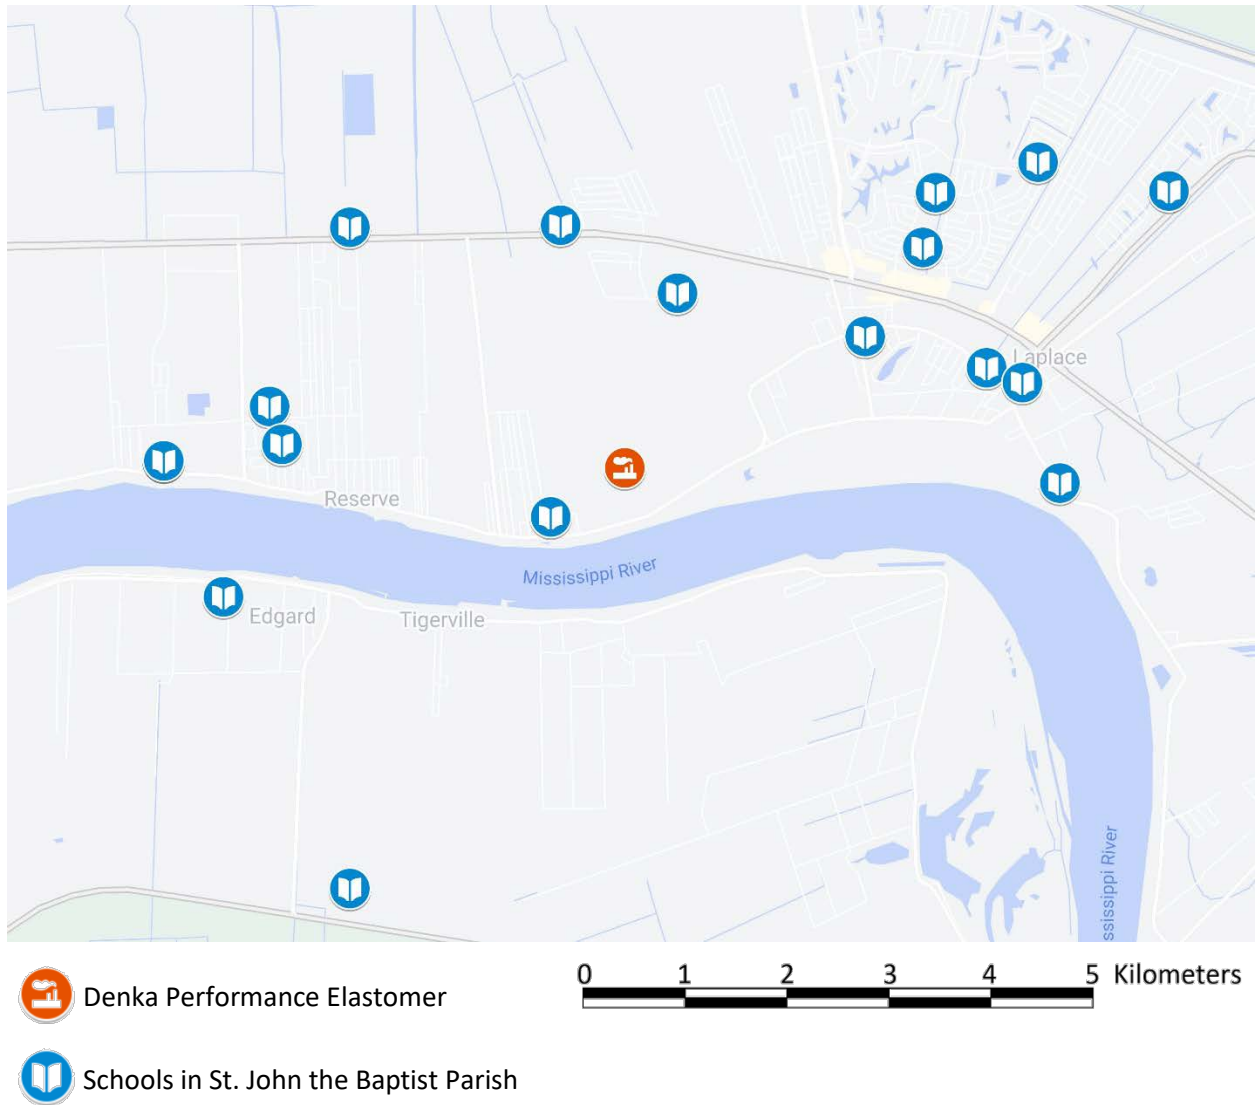 Laplace
Reserve
Mississippi River
Edgard
Tigerville
ssissippi River
0 1 2 3 4 5 Kilometers
Denka Performance Elastomer
Schools in St. John the Baptist Parish